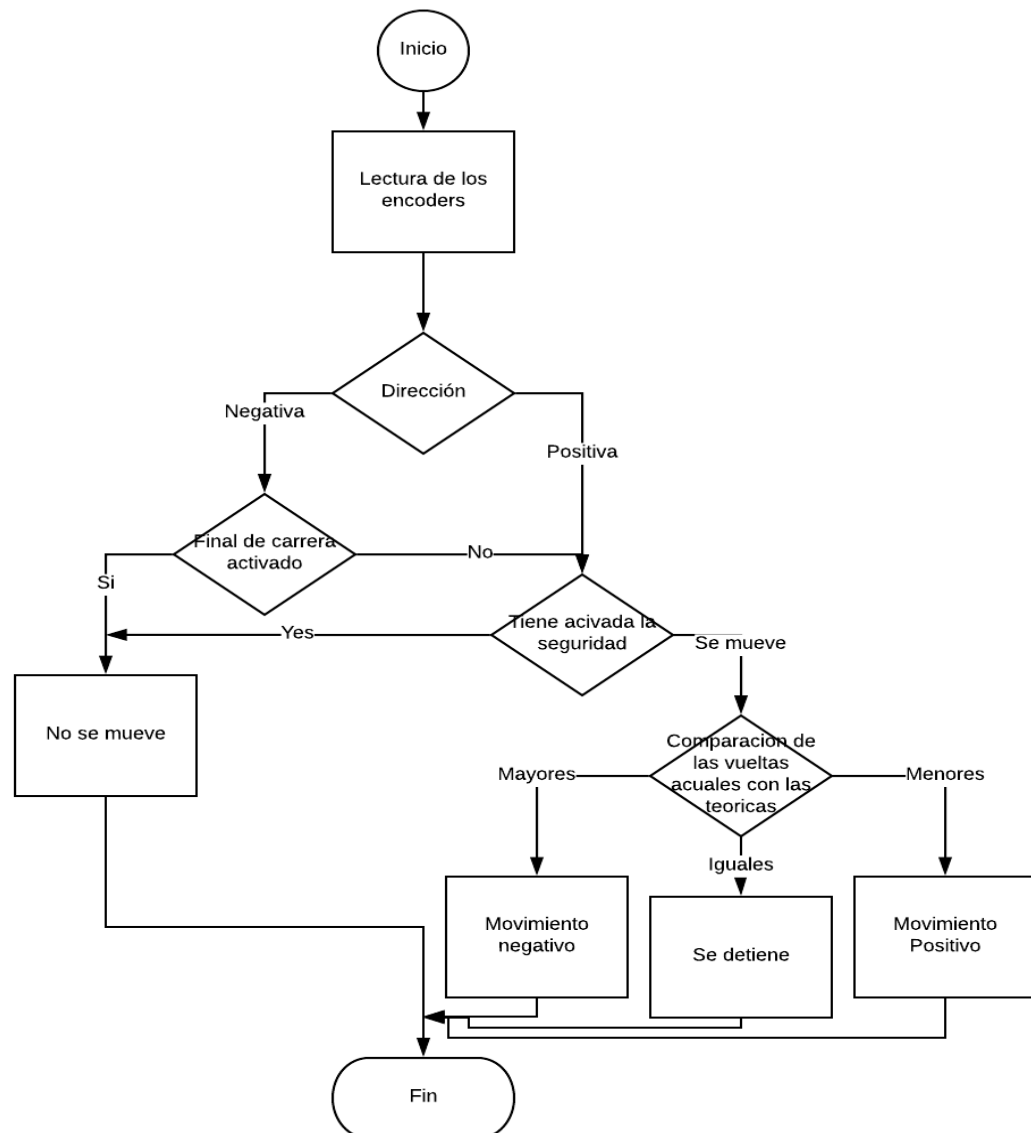 Inicio
Lectura de los
encoders
Dirección
Negativa
Positiva
Final de carrera
activado
No
Si
Tiene acivada la
seguridad
Yes
Se mueve
No se mueve
Comparacion de
las vueltas
acuales con las
teoricas
Mayores
Menores
Iguales
Movimiento
negativo
Se detiene
Movimiento
Positivo
Fin